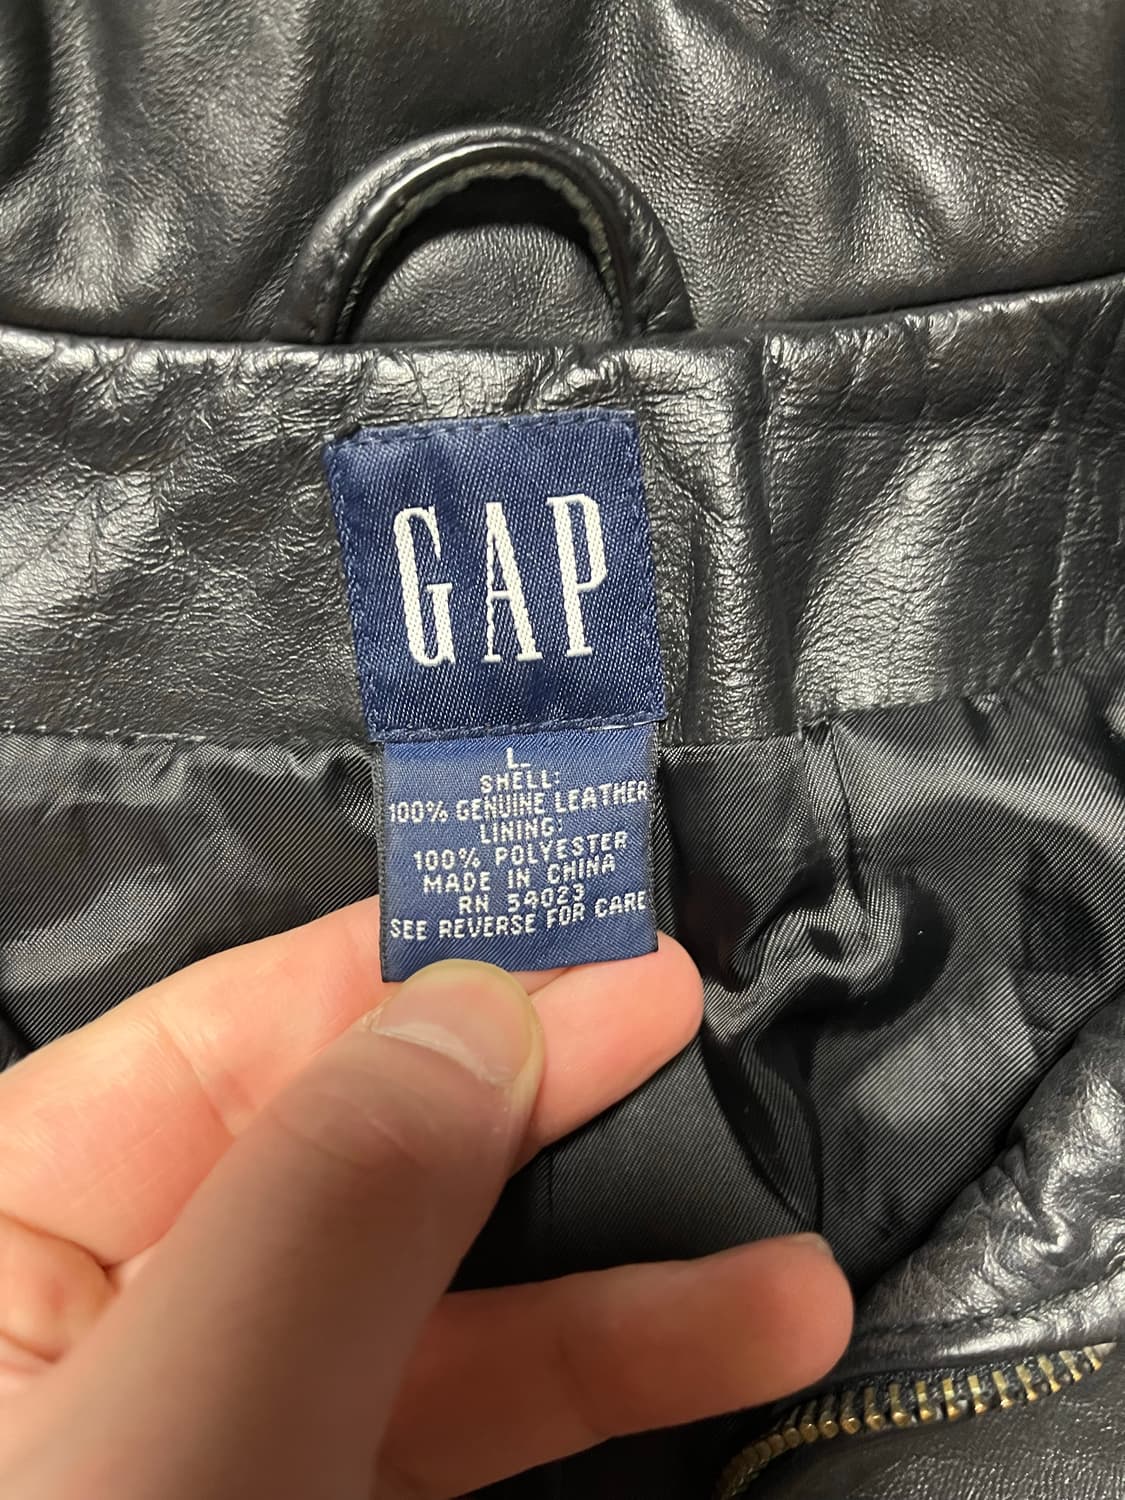 GAP
L
SHELL:
100% GENUINE LEATHER
LINING:
100% POLYESTER
MADE IN CHINA
RN 54023
SEE REVERSE FOR CARE